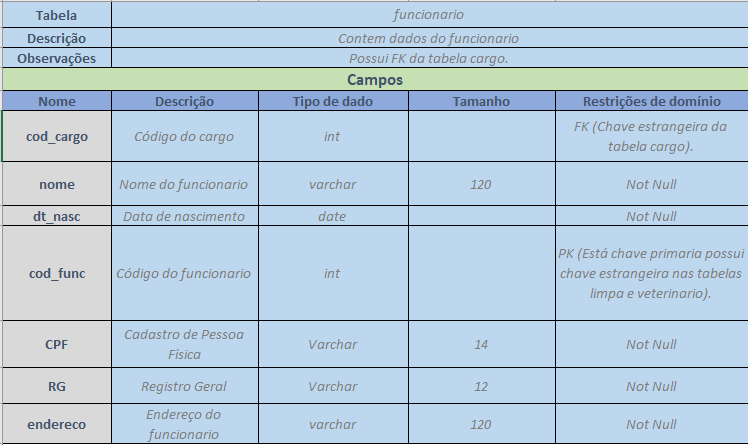 Tabela funcionario
Descrição Contem dados do funcionario
Observações Possui FK da tabela cargo.
Campos
Nome Descrição Tipo de dado Tamanho Restrições de domínio
cod_cargo Código do cargo int FK (Chave estrangeira da
tabela cargo).
nome Nome do funcionario varchar 120 Not Null
dt_nasc Data de nascimento date Not Null
cod_func Código do funcionario int PK (Está chave primaria possui
chave estrangeira nas tabelas
limpa e veterinario).
CPF Cadastro de Pessoa
Física Varchar 14 Not Null
RG Registro Geral Varchar 12 Not Null
endereco Endereço do
funcionario varchar 120 Not Null